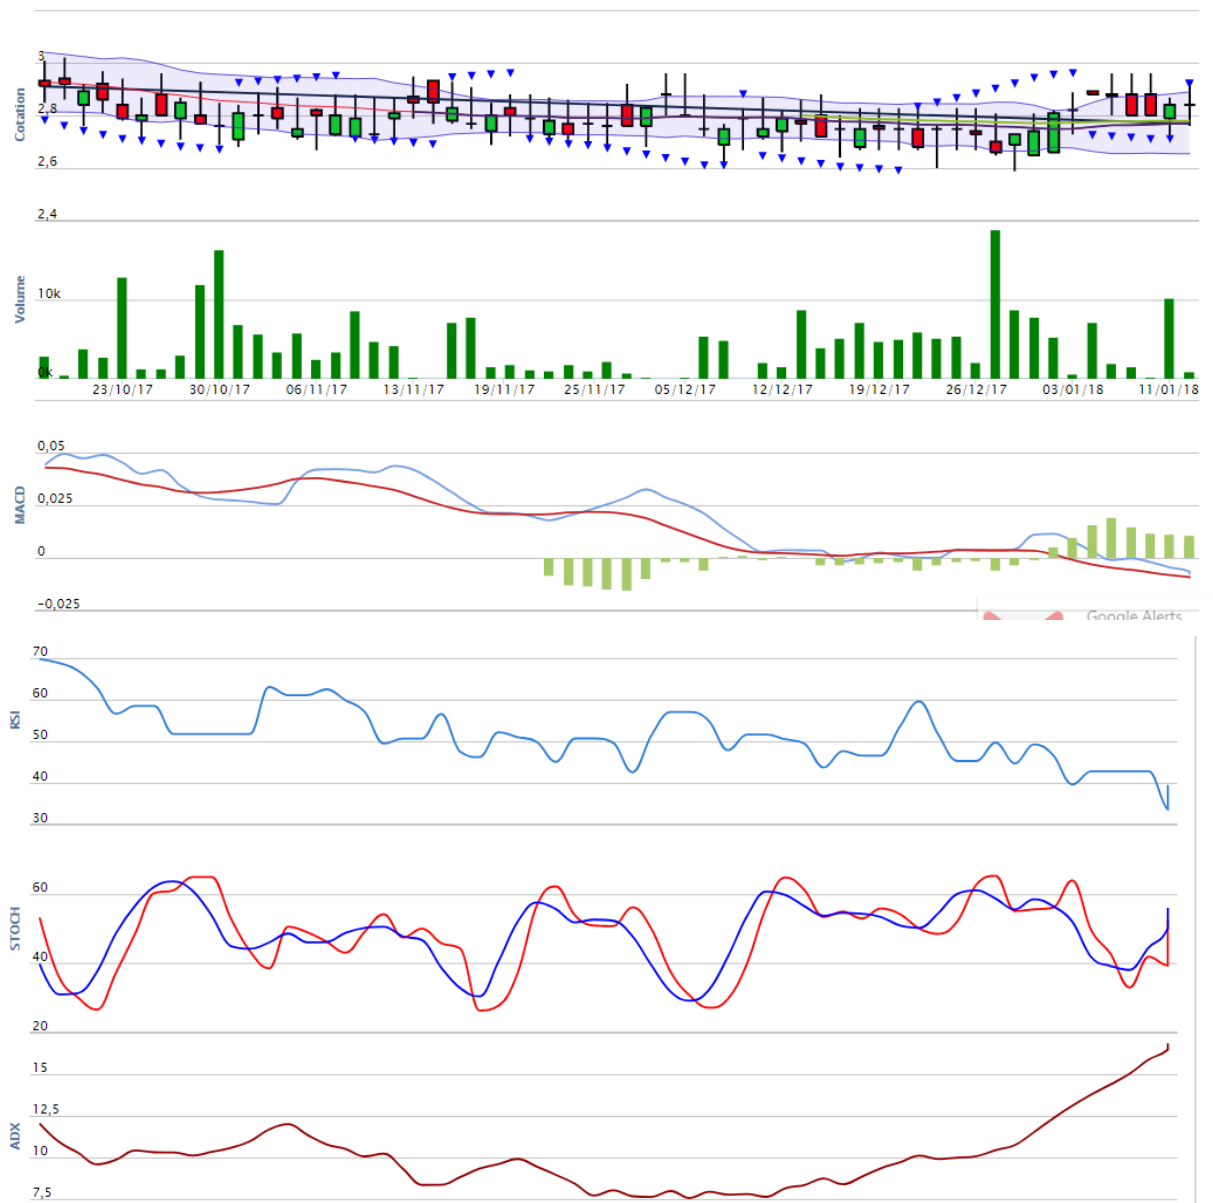 3
2,8
2,6
2,4
Cotation
10k
0k
Volume
23/10/17 30/10/17 06/11/17 13/11/17 19/11/17 25/11/17 05/12/17 12/12/17 19/12/17 26/12/17 03/01/18 11/01/18
0,05
0,025
0
-0,025
MACD
Google Alerts
70
60
50
40
30
RSI
60
40
20
STOCH
15
12,5
10
7,5
ADX